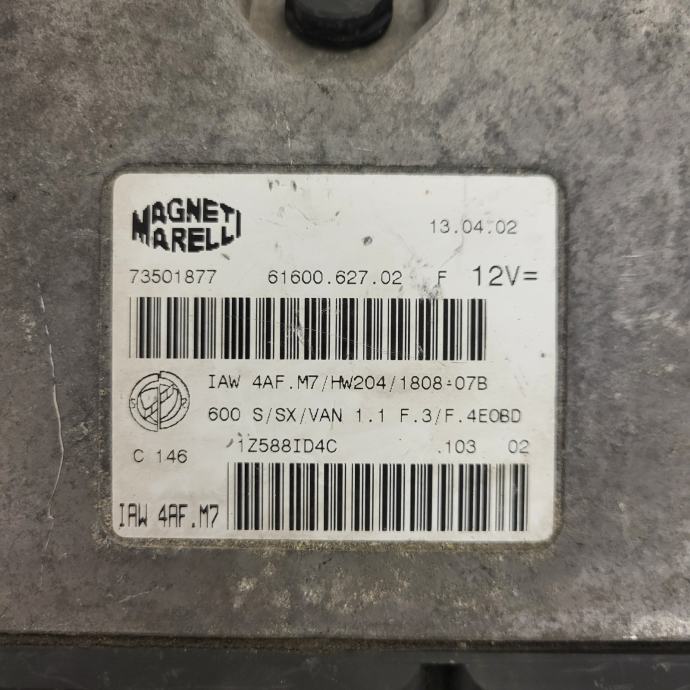 MAGNETI
MARELLI
13.04.02
73501877 61600.627.02 F 12V=
IAW 4AF.M7/HW204/1808-07B
600 S/SX/VAN 1.1 F.3/F.4EOBD
1Z588ID4C .103 02
C 146
IAW 4AF.M7